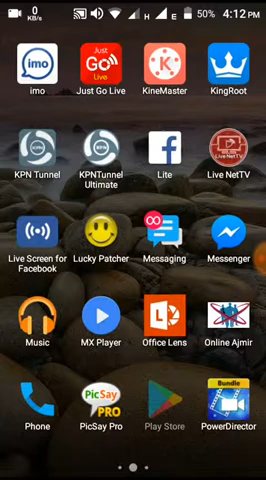 0
KB/S
H
E
50%
4:12 PM
imo
Just
Go
Live
imo
Just Go Live
KineMaster
KingRoot
KPN Tunnel
KPNTunnel
Ultimate
Lite
Live NetTV
Live NetTV
Live Screen for
Facebook
Lucky Patcher
Messaging
Messenger
Music
MX Player
Office Lens
Online Ajmir
Phone
PicSay
PRO
PicSay Pro
Play Store
Bundle
PowerDirector